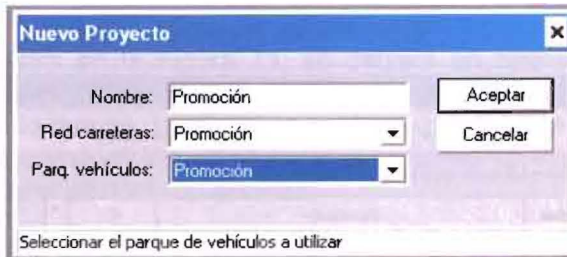 Nuevo Proyecto
Nombre: Promoción
Aceptar
Red carreteras: Promoción
Cancelar
Parq. vehículos: Promoción
Seleccionar el parque de vehículos a utilizar